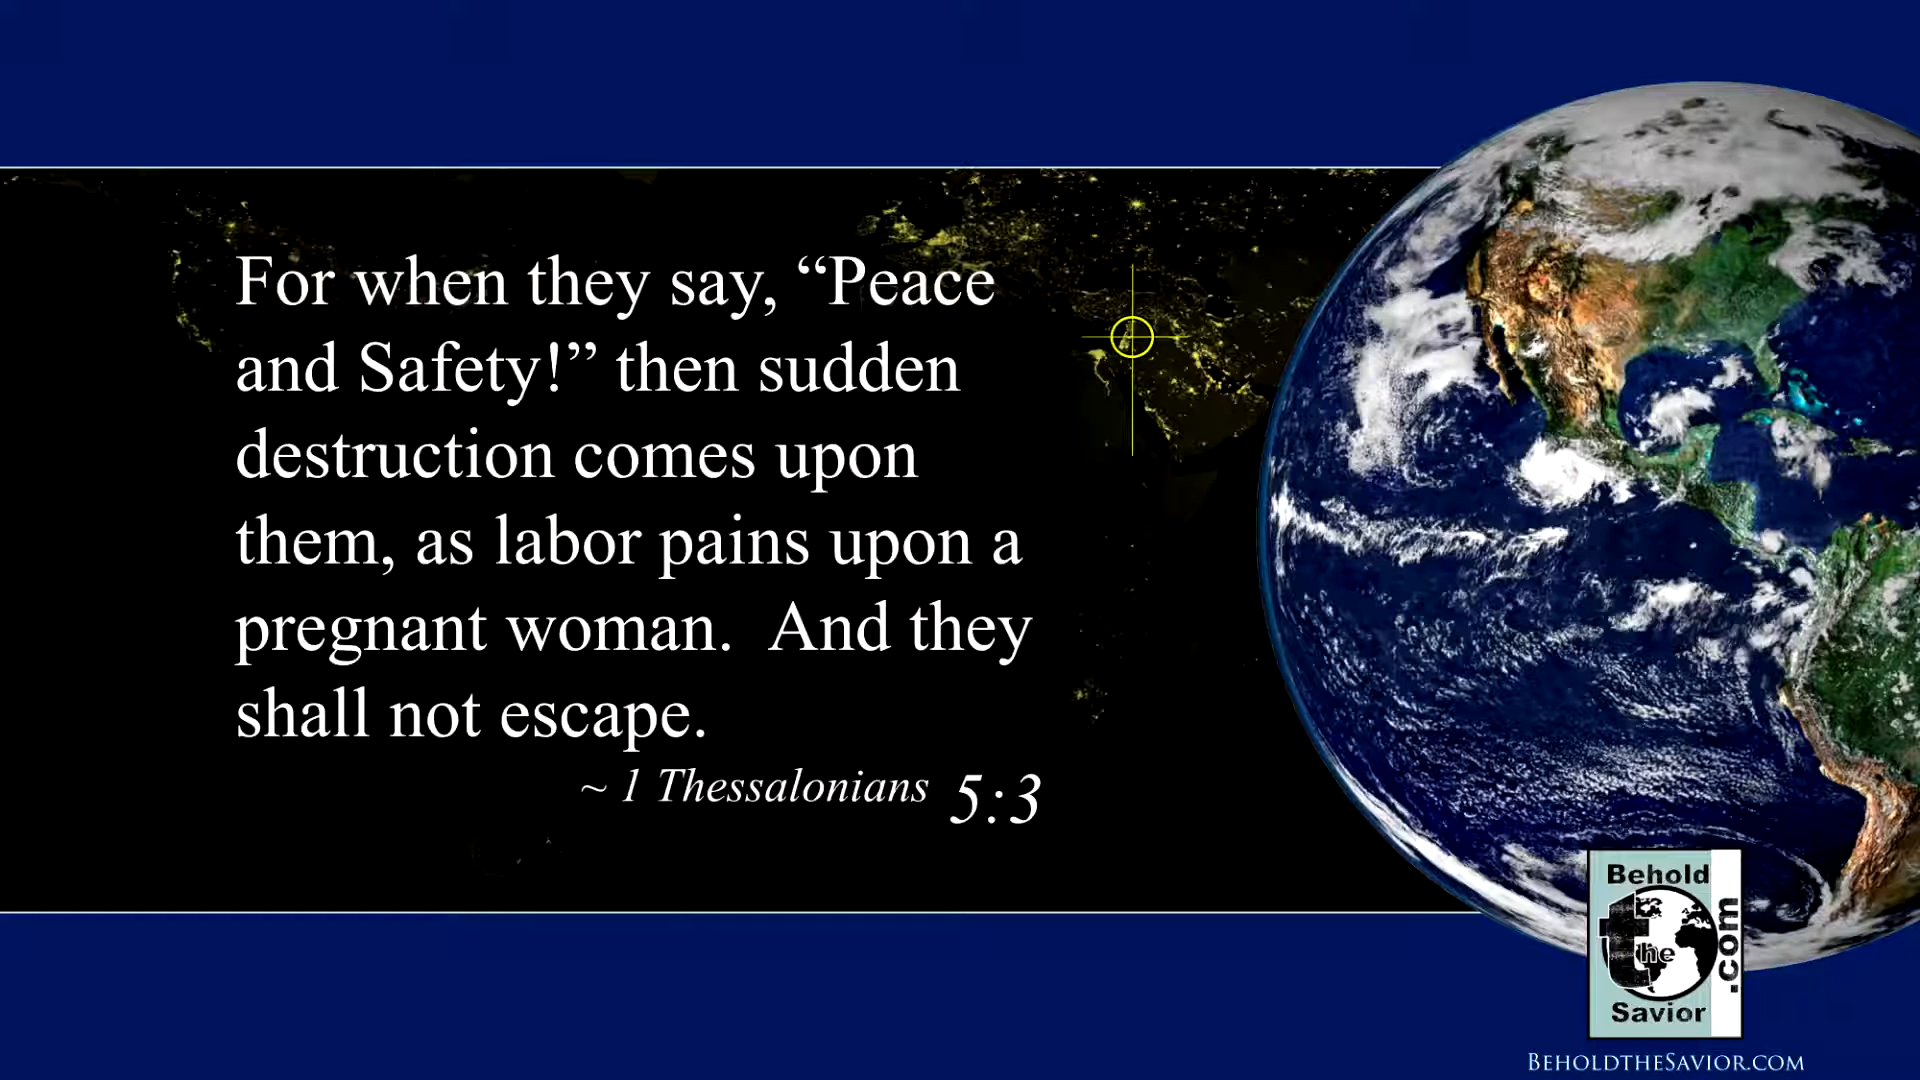 For when they say, “Peace
and Safety!” then sudden
destruction comes upon
them, as labor pains upon a
pregnant woman.  And they
shall not escape.
~ 1 Thessalonians 5:3
Behold
the
Savior
.com
BEHOLDTHESAVIOR.COM